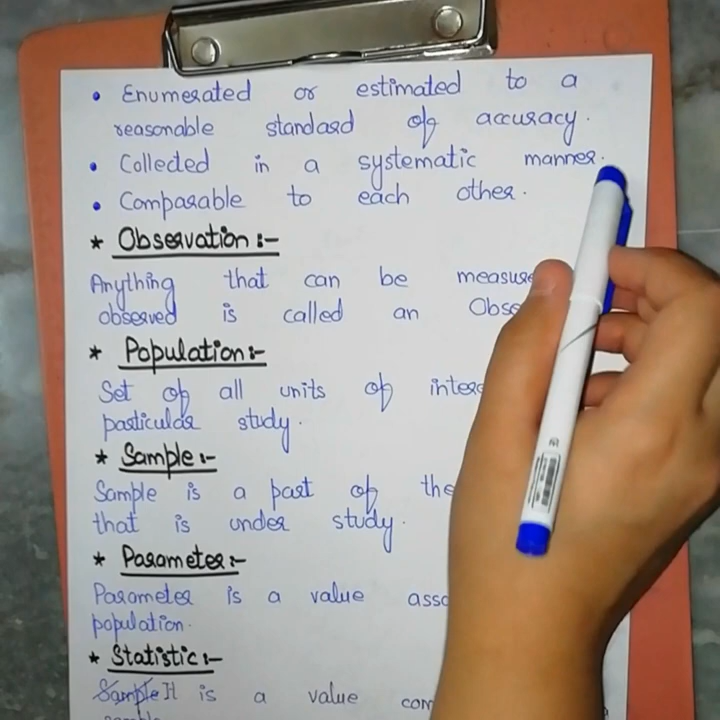 • Enumerated or estimated to a
reasonable standard of accuracy.
• Collected in a systematic manner.
• Comparable to each other.
* Observation :-
Anything that can be
observed is called an
* Population :-
Set of all units of
particular study.
* Sample :-
Sample is a part of the
that is under study.
* Parameter :-
Parameter is a value
population.
* Statistic :-
Sample It is a value